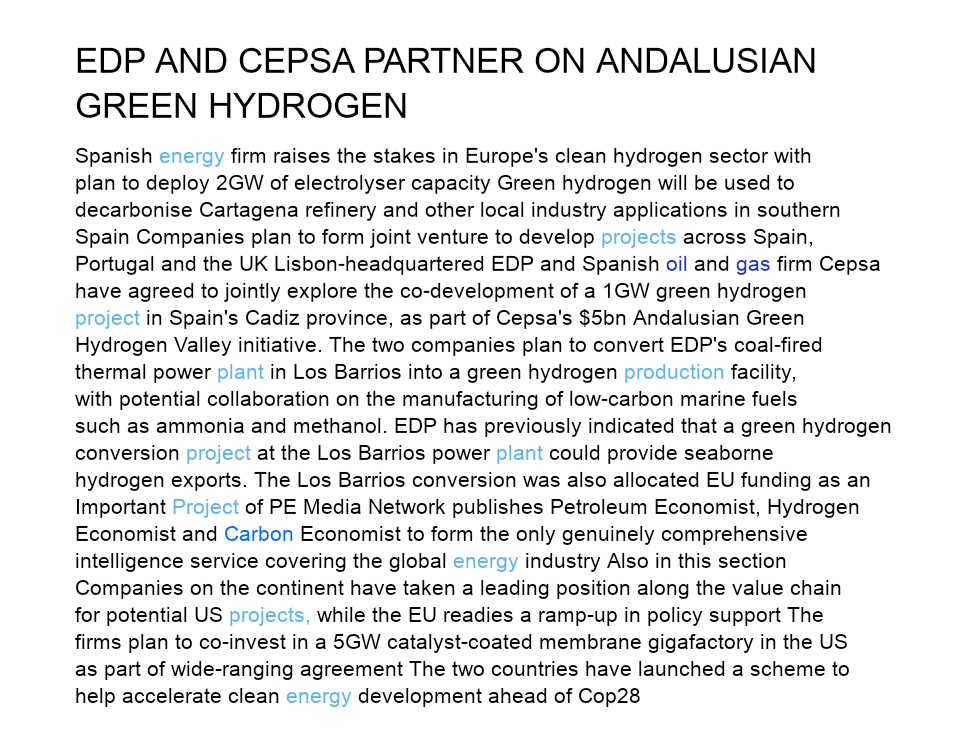 EDP AND CEPSA PARTNER ON ANDALUSIAN
GREEN HYDROGEN
Spanish energy firm raises the stakes in Europe's clean hydrogen sector with
plan to deploy 2GW of electrolyser capacity Green hydrogen will be used to
decarbonise Cartagena refinery and other local industry applications in southern
Spain Companies plan to form joint venture to develop projects across Spain,
Portugal and the UK Lisbon-headquartered EDP and Spanish oil and gas firm Cepsa
have agreed to jointly explore the co-development of a 1GW green hydrogen
project in Spain's Cadiz province, as part of Cepsa's $5bn Andalusian Green
Hydrogen Valley initiative. The two companies plan to convert EDP's coal-fired
thermal power plant in Los Barrios into a green hydrogen production facility,
with potential collaboration on the manufacturing of low-carbon marine fuels
such as ammonia and methanol. EDP has previously indicated that a green hydrogen
conversion project at the Los Barrios power plant could provide seaborne
hydrogen exports. The Los Barrios conversion was also allocated EU funding as an
Important Project of PE Media Network publishes Petroleum Economist, Hydrogen
Economist and Carbon Economist to form the only genuinely comprehensive
intelligence service covering the global energy industry Also in this section
Companies on the continent have taken a leading position along the value chain
for potential US projects, while the EU readies a ramp-up in policy support The
firms plan to co-invest in a 5GW catalyst-coated membrane gigafactory in the US
as part of wide-ranging agreement The two countries have launched a scheme to
help accelerate clean energy development ahead of Cop28